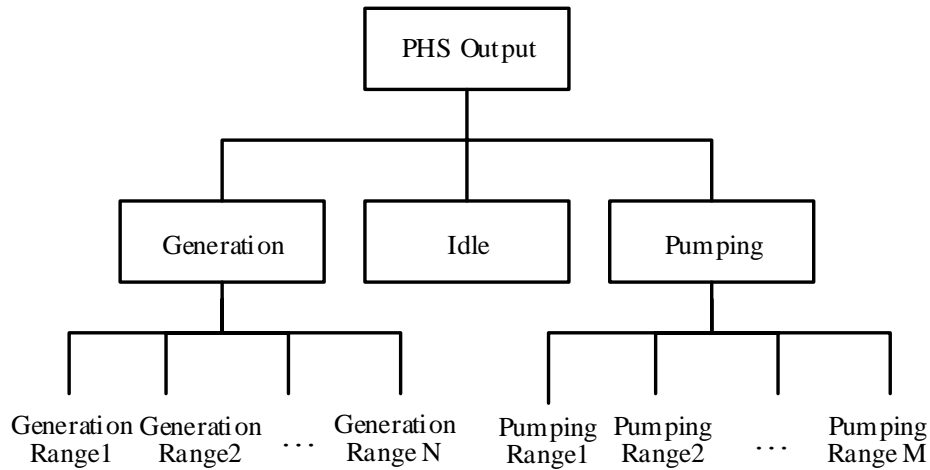 PHS Output
Generation
Idle
Pumping
Generation
Range1
Generation
Range2
...
Generation
Range N
Pumping
Range1
Pumping
Range2
...
Pumping
Range M